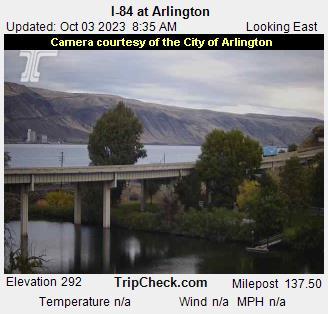 I-84 at Arlington
Updated: Oct 03 2023 8:35 AM Looking East
Camera courtesy of the City of Arlington
Elevation 292 TripCheck.com Milepost 137.50
Temperature n/a Wind n/a MPH n/a